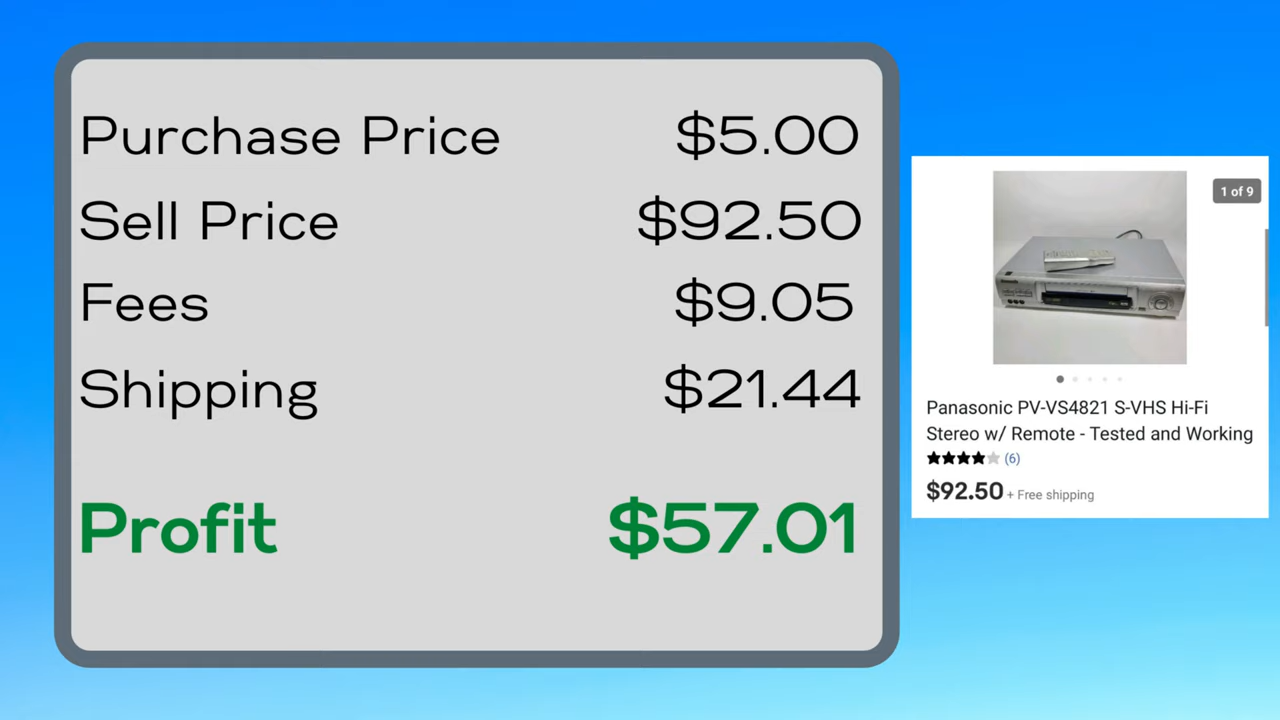 Purchase Price $5.00
Sell Price $92.50
Fees $9.05
Shipping $21.44
Profit $57.01
1 of 9
Panasonic PV-VS4821 S-VHS Hi-Fi
Stereo w/ Remote - Tested and Working
(6)
$92.50 + Free shipping